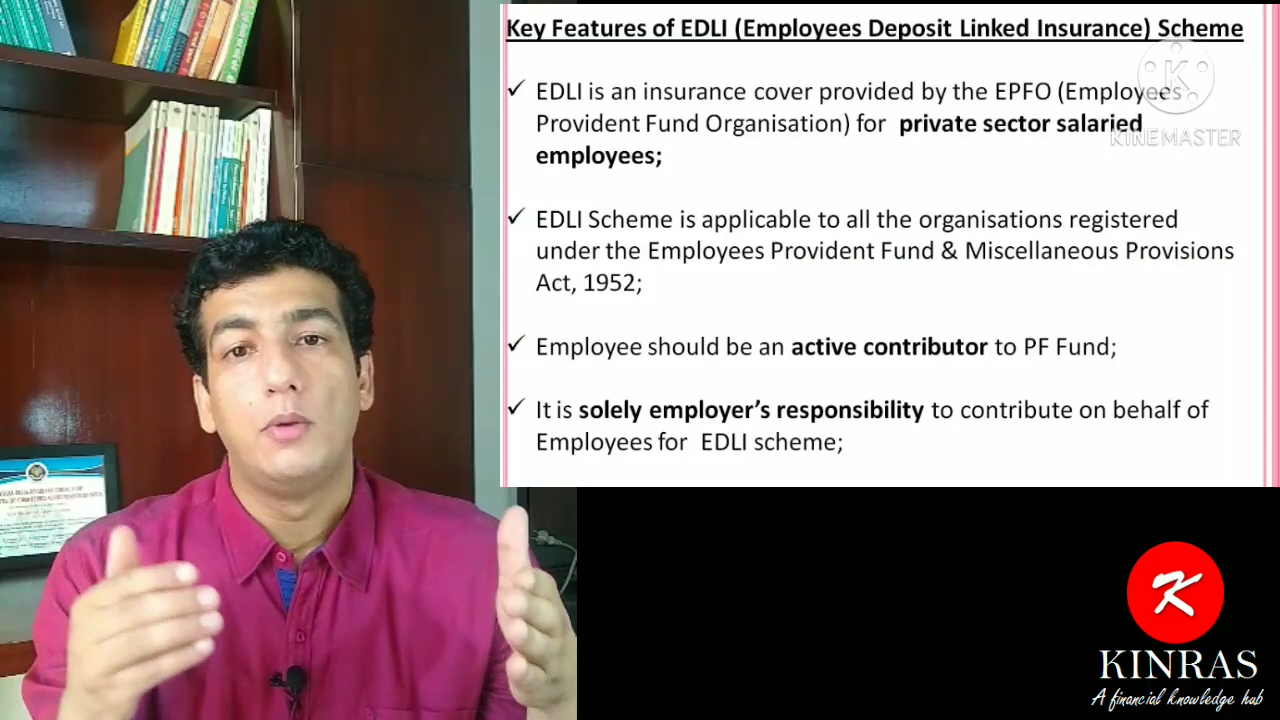 Key Features of EDLI (Employees Deposit Linked Insurance) Scheme
✓ EDLI is an insurance cover provided by the EPFO (Employees
Provident Fund Organisation) for private sector salaried
employees;
✓ EDLI Scheme is applicable to all the organisations registered
under the Employees Provident Fund & Miscellaneous Provisions
Act, 1952;
✓ Employee should be an active contributor to PF Fund;
✓ It is solely employer's responsibility to contribute on behalf of
Employees for EDLI scheme;
K
KINEMASTER
K
KINRAS
A financial knowledge hub